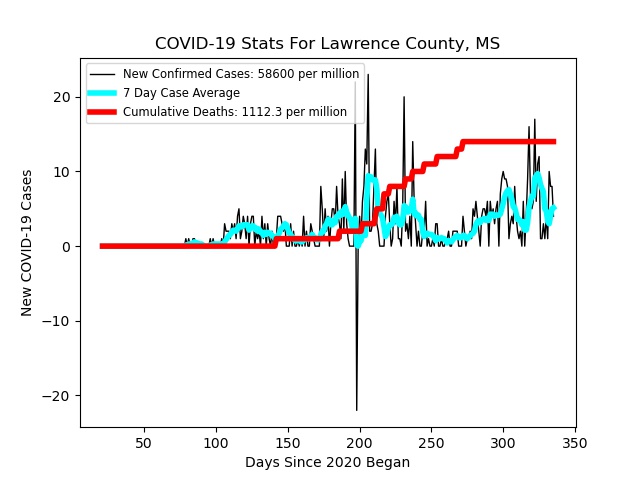 COVID-19 Stats For Lawrence County, MS
New Confirmed Cases: 58600 per million
7 Day Case Average
Cumulative Deaths: 1112.3 per million
New COVID-19 Cases
20
10
0
−10
−20
50 100 150 200 250 300 350
Days Since 2020 Began